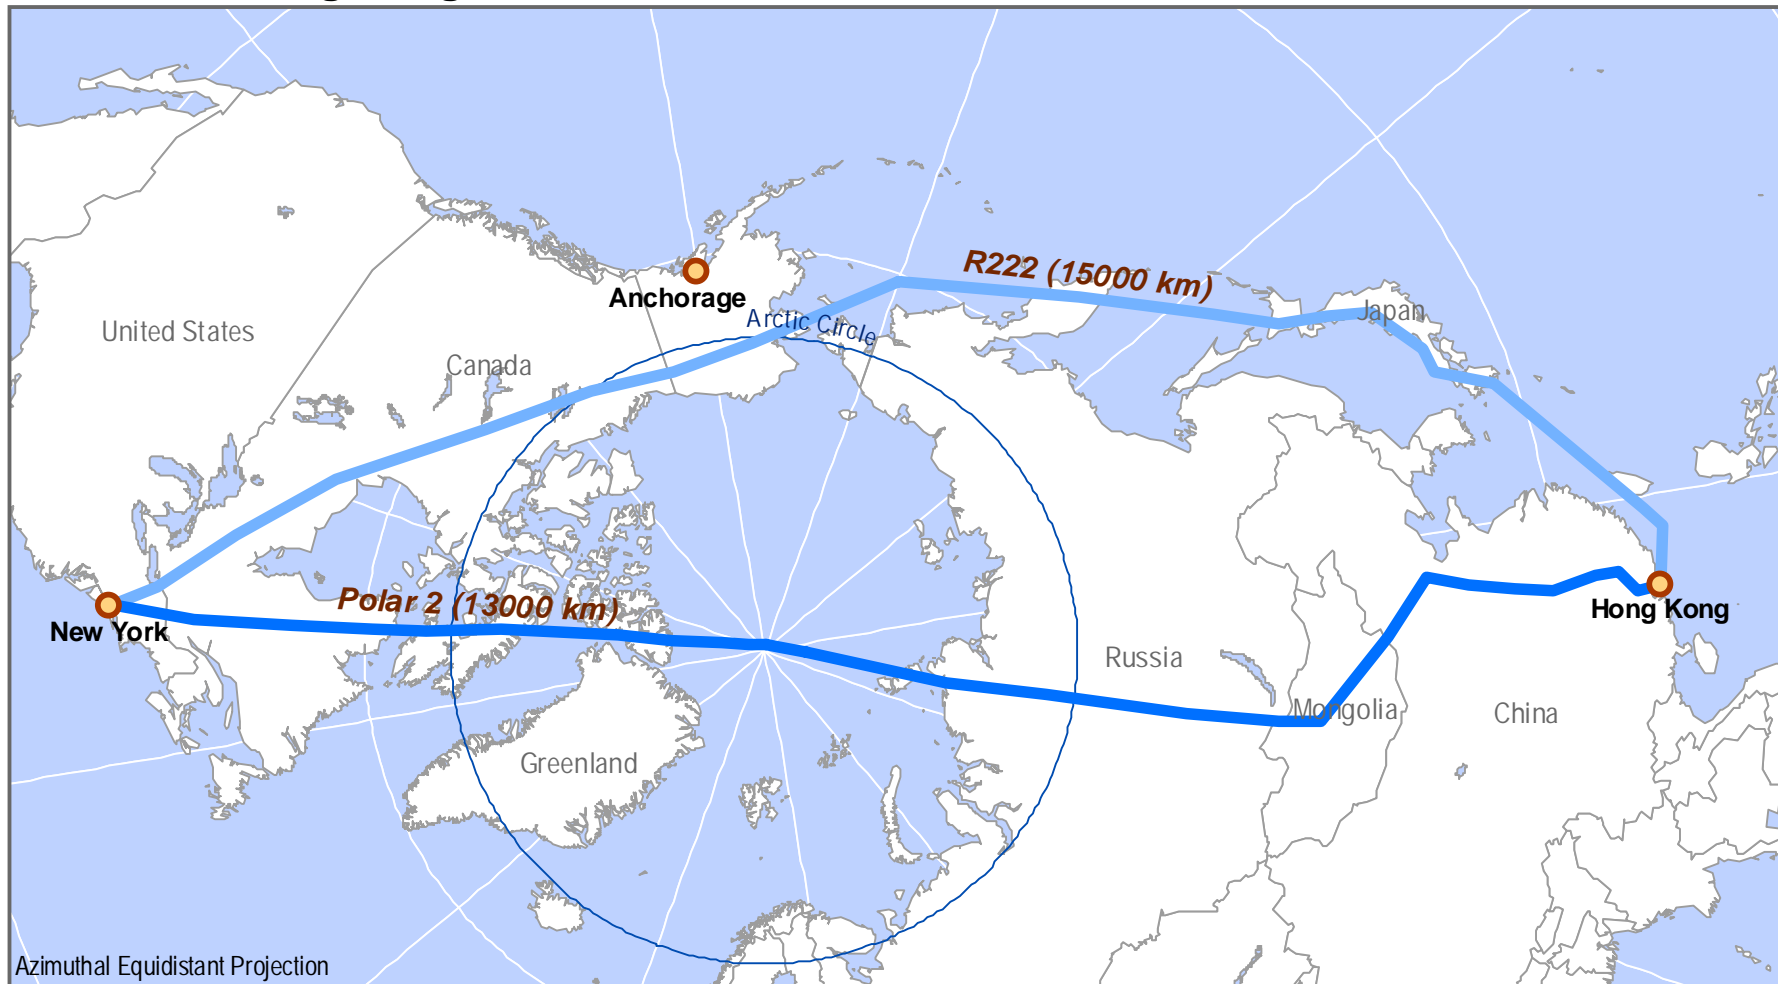 R222 (15000 km)
Anchorage
Japan
Arctic Circle
United States
Canada
Hong Kong
Polar 2 (13000 km)
New York
Russia
Mongolia
China
Greenland
Azimuthal Equidistant Projection